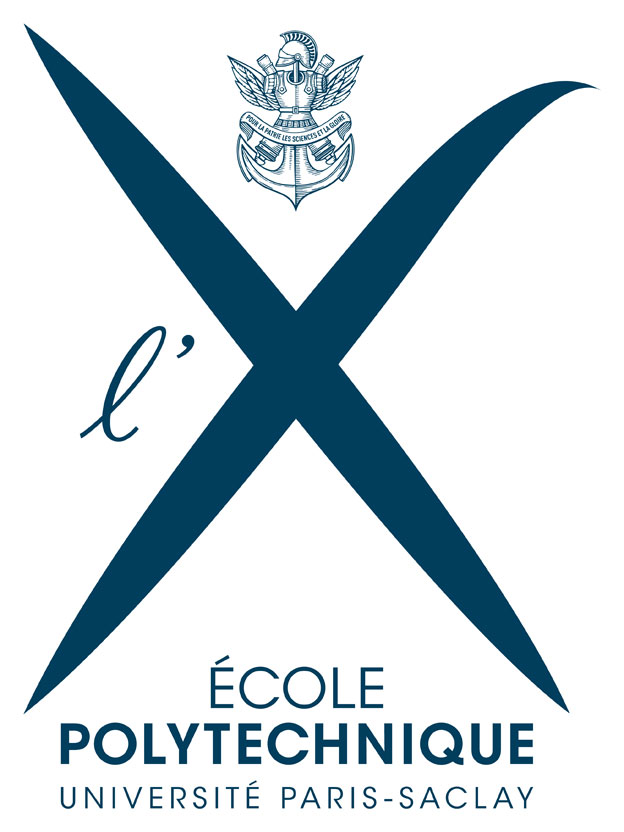 POUR LA PATRIE LES SCIENCES ET LA GLOIRE
l'X
ÉCOLE
POLYTECHNIQUE
UNIVERSITÉ PARIS-SACLAY